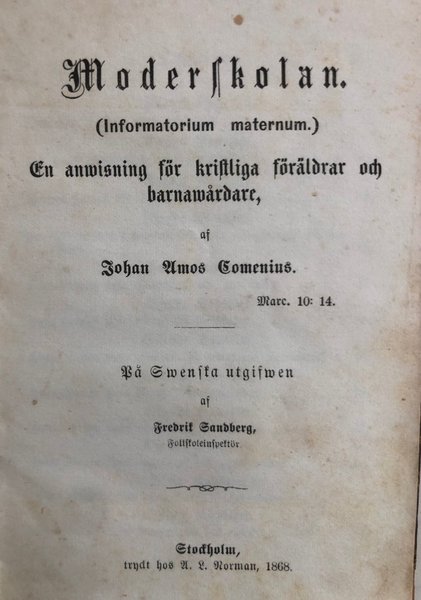 Moderskolan.
(Informatorium maternum.)
En anwisning för kristliga föräldrar och
barnawårdare,
af
Johan Amos Comenius.
Marc. 10: 14.
På Swenska utgifwen
af
Fredrik Sandberg,
Folkskoleinspektör
Stockholm,
tryckt hos A. L. Norman, 1868.